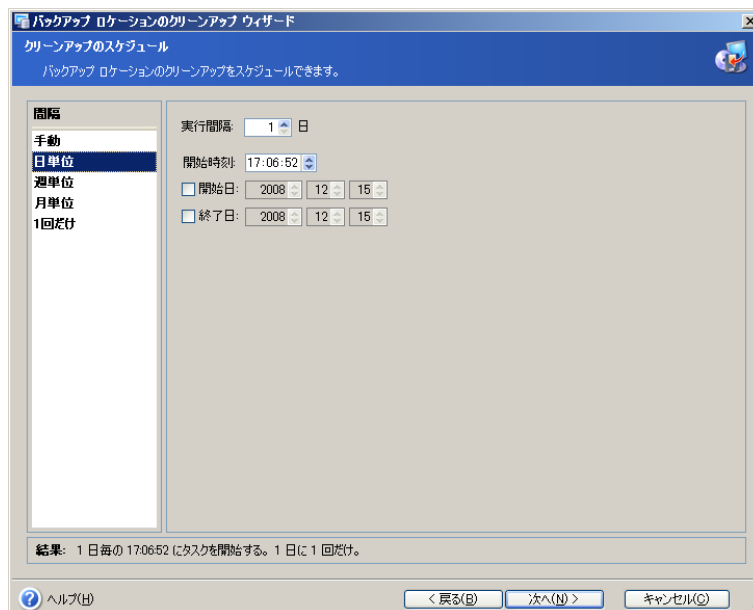 バックアップ ロケーションのクリーンアップ ウィザード
クリーンアップのスケジュール
バックアップ ロケーションのクリーンアップをスケジュールできます。
間隔
手動
日単位
週単位
月単位
1回だけ
実行間隔: 1 日
開始時刻: 17:06:52
開始日: 2008 12 15
終了日: 2008 12 15
結果: 1 日毎の 17:06:52 にタスクを開始する。1 日に 1 回だけ。
ヘルプ(H)
< 戻る(B)
次へ(N) >
キャンセル(C)